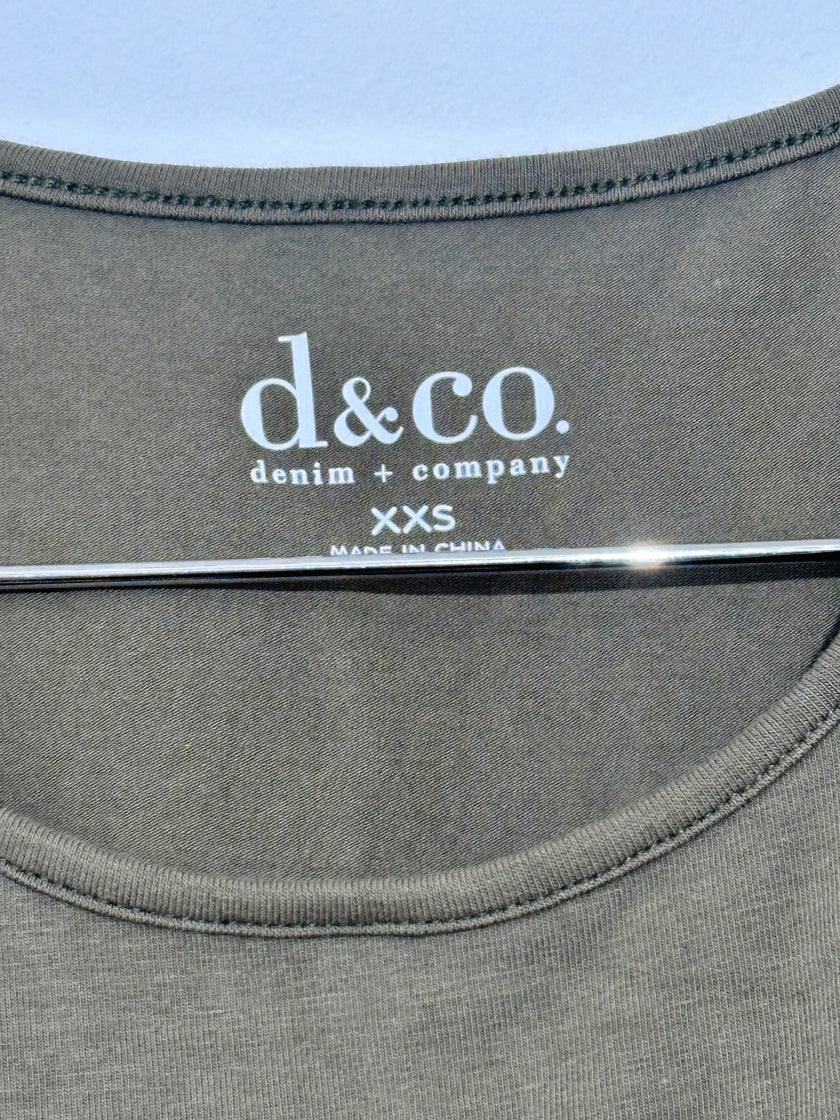 d&co.
denim + company
XXS
MADE IN CHINA